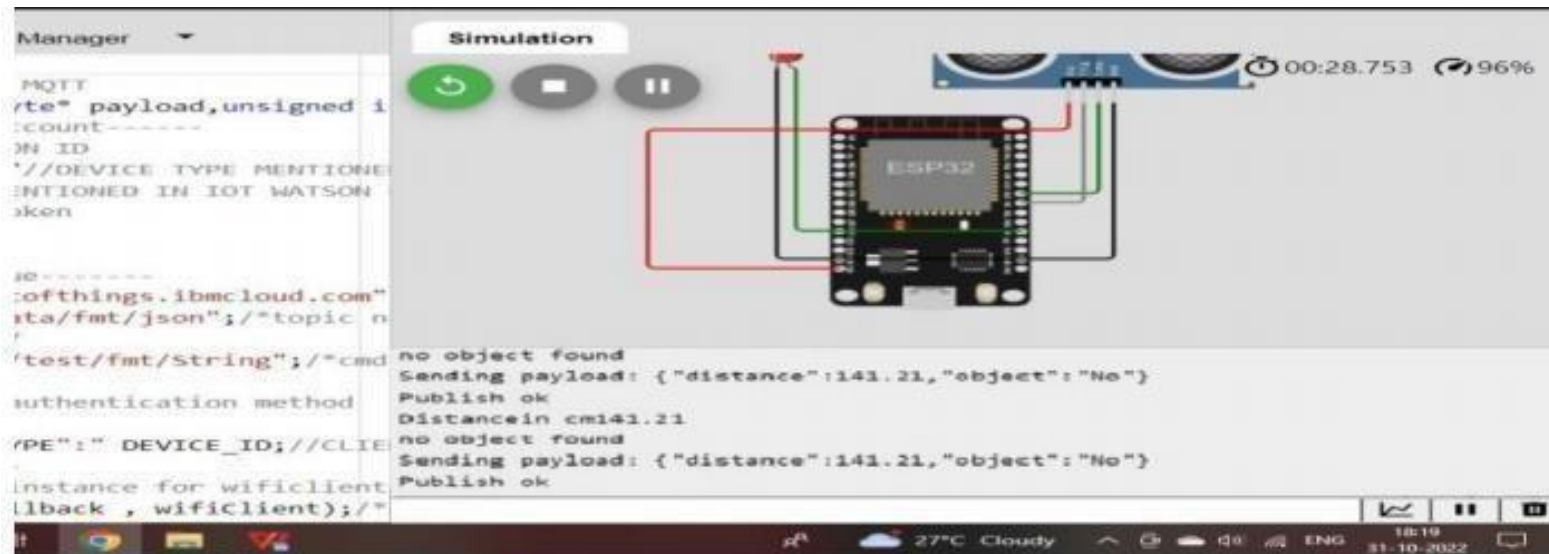 Manager
Simulation
00:28.753 96%
MQTT
yte* payload,unsigned i
ccount------
ON ID
"//DEVICE TYPE MENTIONE
ENTIONED IN IOT WATSON
oken
ESP32
ue-------
ofthings.ibmcloud.com"
ata/fmt/json";/*topic n
/test/fmt/String";/*cmd
authentication method
YPE":" DEVICE_ID;//CLIE
instance for wificlient
llback , wifiClient);/*
no object found
Sending payload: {"distance":141.21,"object":"No"}
Publish ok
Distancein cm141.21
no object found
Sending payload: {"distance":141.21,"object":"No"}
Publish ok
27°C Cloudy
ENG
18:19
31-10-2022